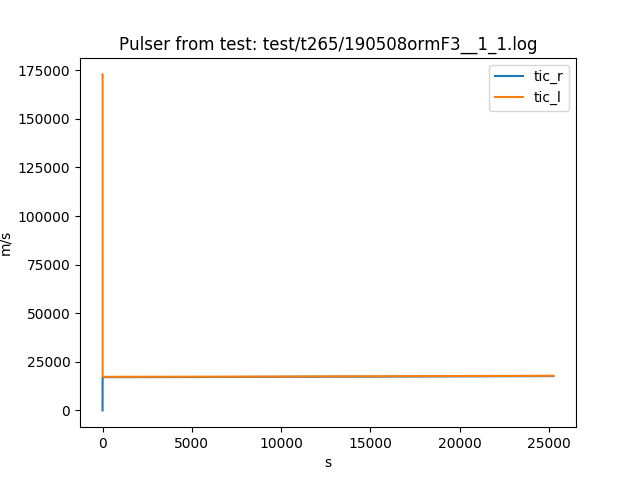 Pulser from test: test/t265/190508ormF3__1_1.log
tic_r
tic_l
175000
150000
125000
100000
75000
50000
25000
0
m/s
0 5000 10000 15000 20000 25000
s